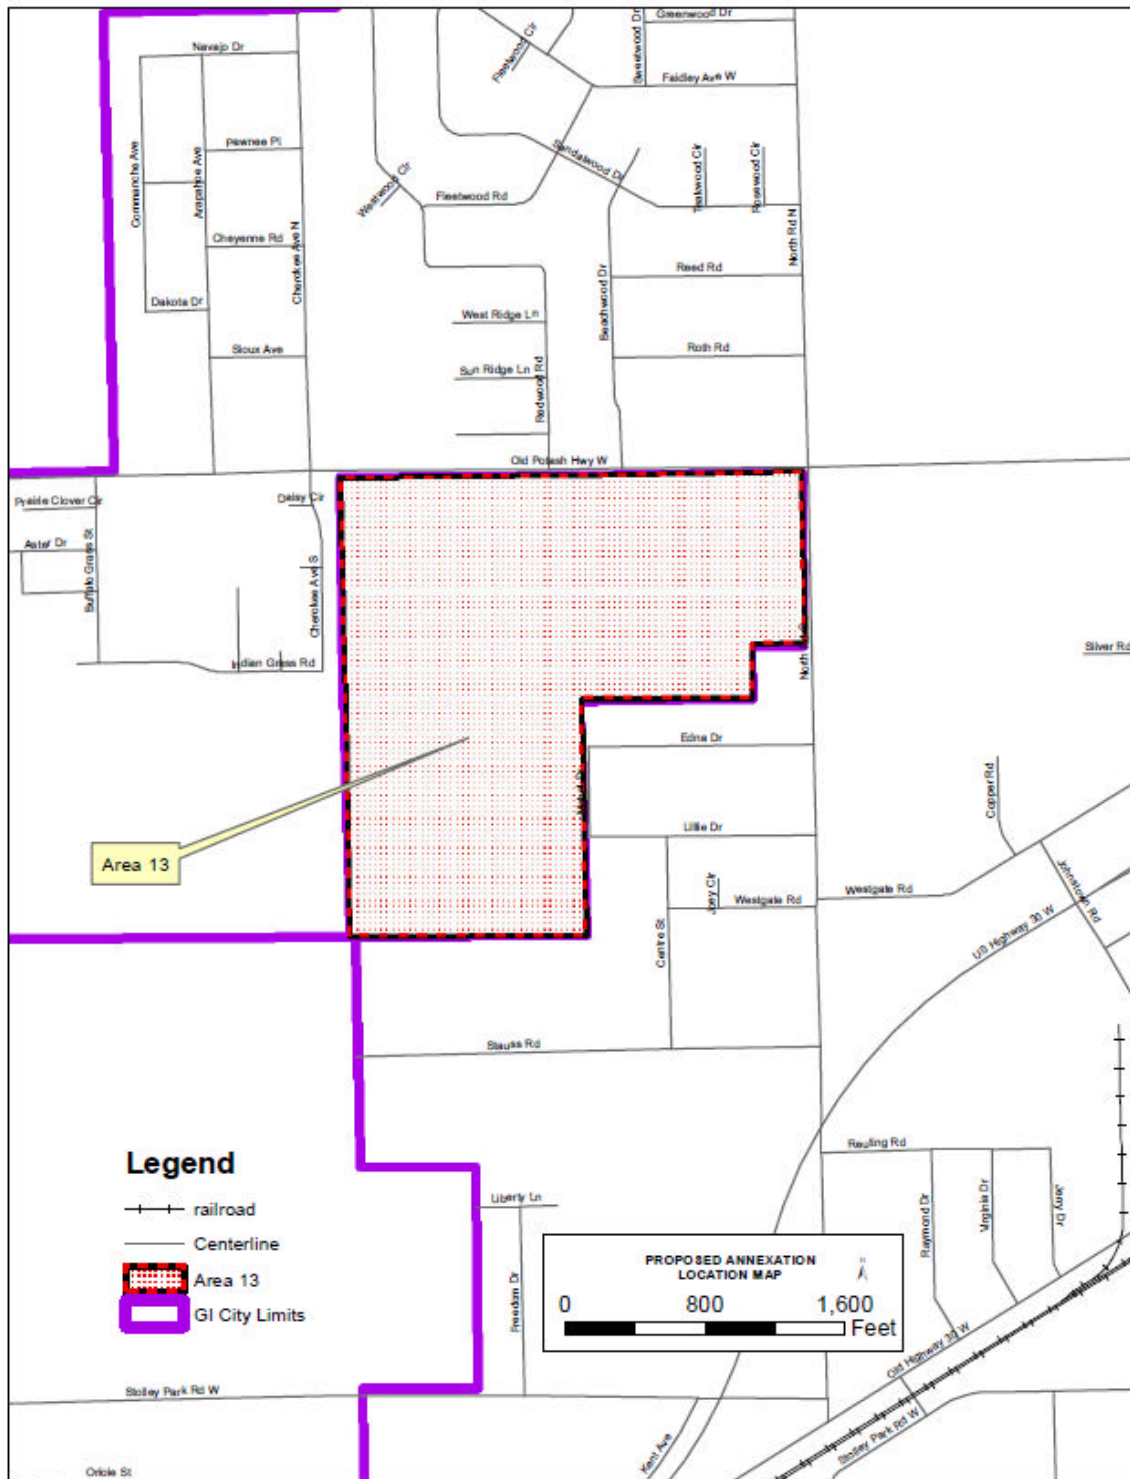 Greenwood Dr
Navajo Dr
Fleetwood Cir
Sweetwood Dr
Faidley Ave W
Pawnee Pl
Commanche Ave
Arapahoe Ave
Sandalwood Dr
Teakwood Cir
Rosewood Cir
Westwood Cir
Fleetwood Rd
Cheyenne Rd
Cherokee Ave N
North Rd N
Reed Rd
Beachwood Dr
Dakota Dr
West Ridge Ln
Sioux Ave
Roth Rd
Sun Ridge Ln
Redwood Rd
Old Potash Hwy W
Prairie Clover Cir
Daisy Cir
Aster Dr
Buffalo Grass St
Cherokee Ave S
Indian Grass Rd
North
Silver Rd
Edna Dr
Copper Rd
Lillie Dr
Area 13
Joey Cir
Westgate Rd
Westgate Rd
Johnstown Rd
Centre St
US Highway 30 W
Stauss Rd
Reuting Rd
Legend
railroad
Centerline
Area 13
GI City Limits
Liberty Ln
Freedom Dr
Raymond Dr
Virginia Dr
Jerry Dr
PROPOSED ANNEXATION
LOCATION MAP
N
0 800 1,600
Feet
Old Highway 30 W
Stolley Park Rd W
Stolley Park Rd W
Kent Ave
Oriole St